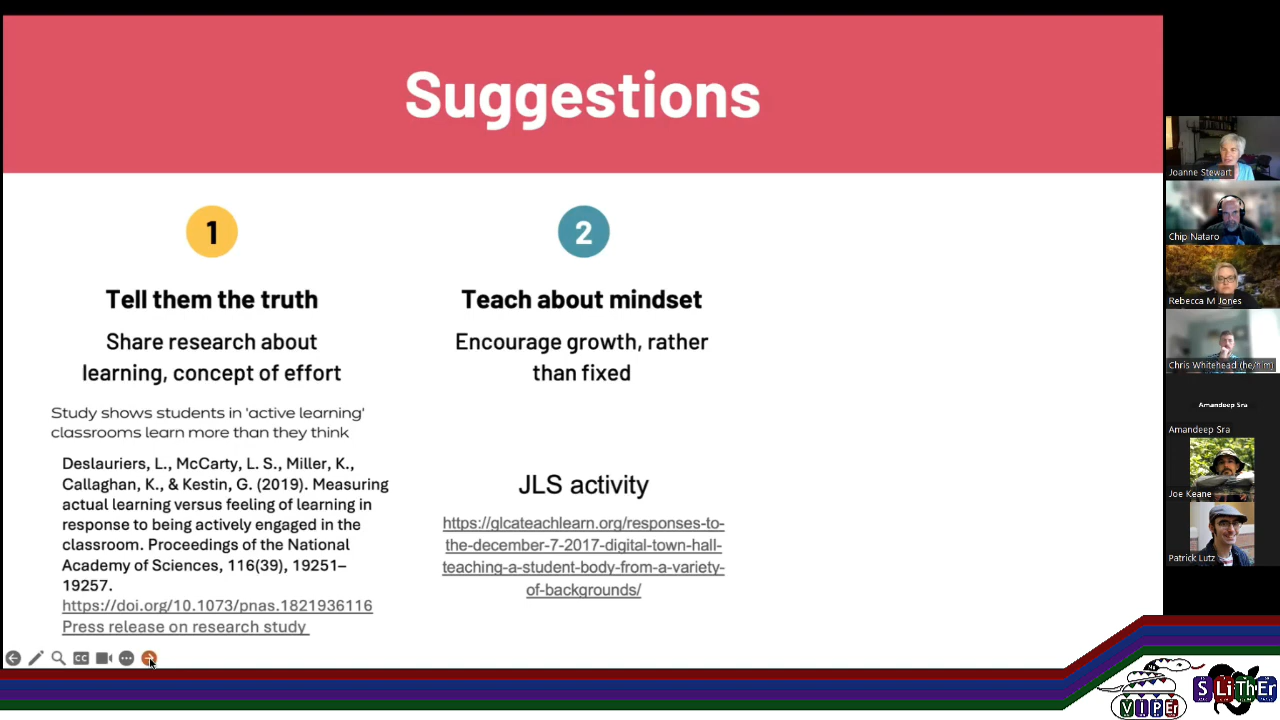 Suggestions
1
Tell them the truth
Share research about
learning, concept of effort
Study shows students in 'active learning'
classrooms learn more than they think
Deslauriers, L., McCarty, L. S., Miller, K.,
Callaghan, K., & Kestin, G. (2019). Measuring
actual learning versus feeling of learning in
response to being actively engaged in the
classroom. Proceedings of the National
Academy of Sciences, 116(39), 19251–
19257.
https://doi.org/10.1073/pnas.1821936116
Press release on research study
2
Teach about mindset
Encourage growth, rather
than fixed
JLS activity
https://glcateachlearn.org/responses-to-
the-december-7-2017-digital-town-hall-
teaching-a-student-body-from-a-variety-
of-backgrounds/
CC
Joanne Stewart
Chip Nataro
Rebecca M Jones
Chris Whitehead (he/him)
Amandeep Sra
Amandeep Sra
Joe Keane
Patrick Lutz
VIPEr
SLiThEr